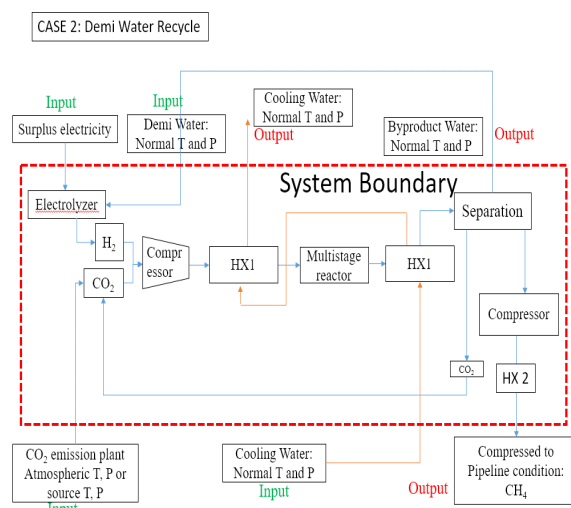 CASE 2: Demi Water Recycle
Input
Surplus electricity
Input
Demi Water:
Normal T and P
Cooling Water:
Normal T and P
Output
Byproduct Water:
Normal T and P
Output
System Boundary
Electrolyzer
H2
CO2
Compr
essor
HX1
Multistage
reactor
HX1
Separation
Compressor
CO2
HX 2
CO2 emission plant
Atmospheric T, P or
source T, P
Input
Cooling Water:
Normal T and P
Input
Output
Compressed to
Pipeline condition:
CH4